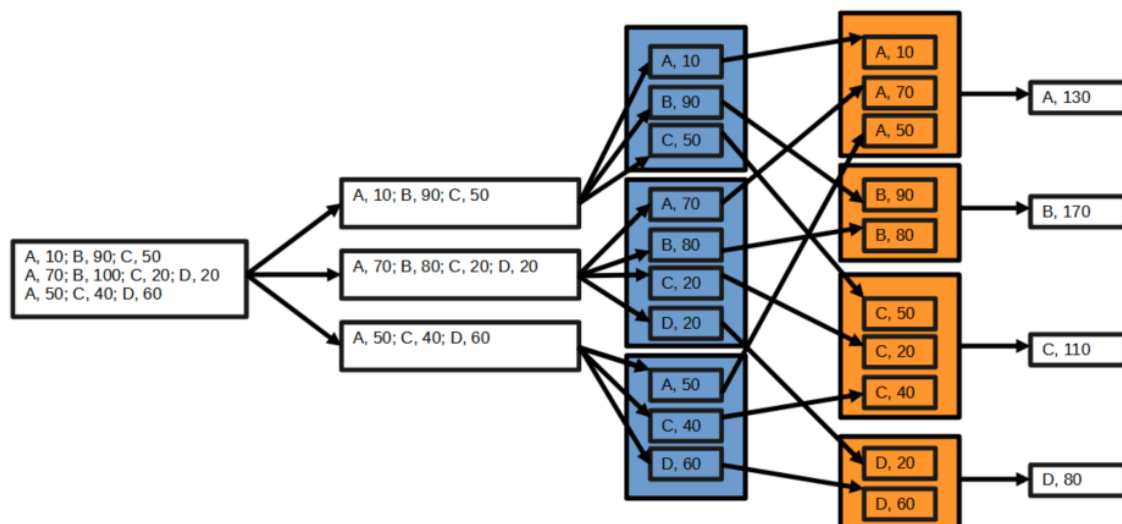 A, 10; B, 90; C, 50
A, 70; B, 100; C, 20; D, 20
A, 50; C, 40; D, 60
A, 10; B, 90; C, 50
A, 70; B, 80; C, 20; D, 20
A, 50; C, 40; D, 60
A, 10
B, 90
C, 50
A, 70
B, 80
C, 20
D, 20
A, 50
C, 40
D, 60
A, 10
A, 70
A, 50
B, 90
B, 80
C, 50
C, 20
C, 40
D, 20
D, 60
A, 130
B, 170
C, 110
D, 80